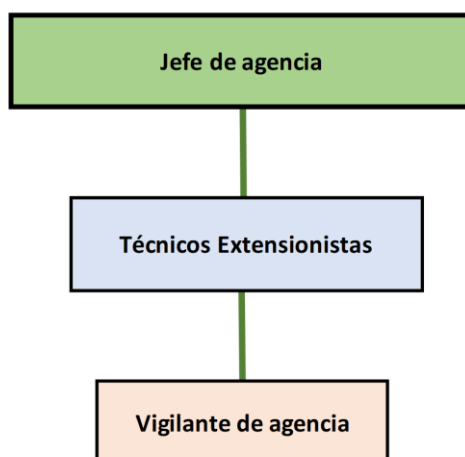 Jefe de agencia
Técnicos Extensionistas
Vigilante de agencia